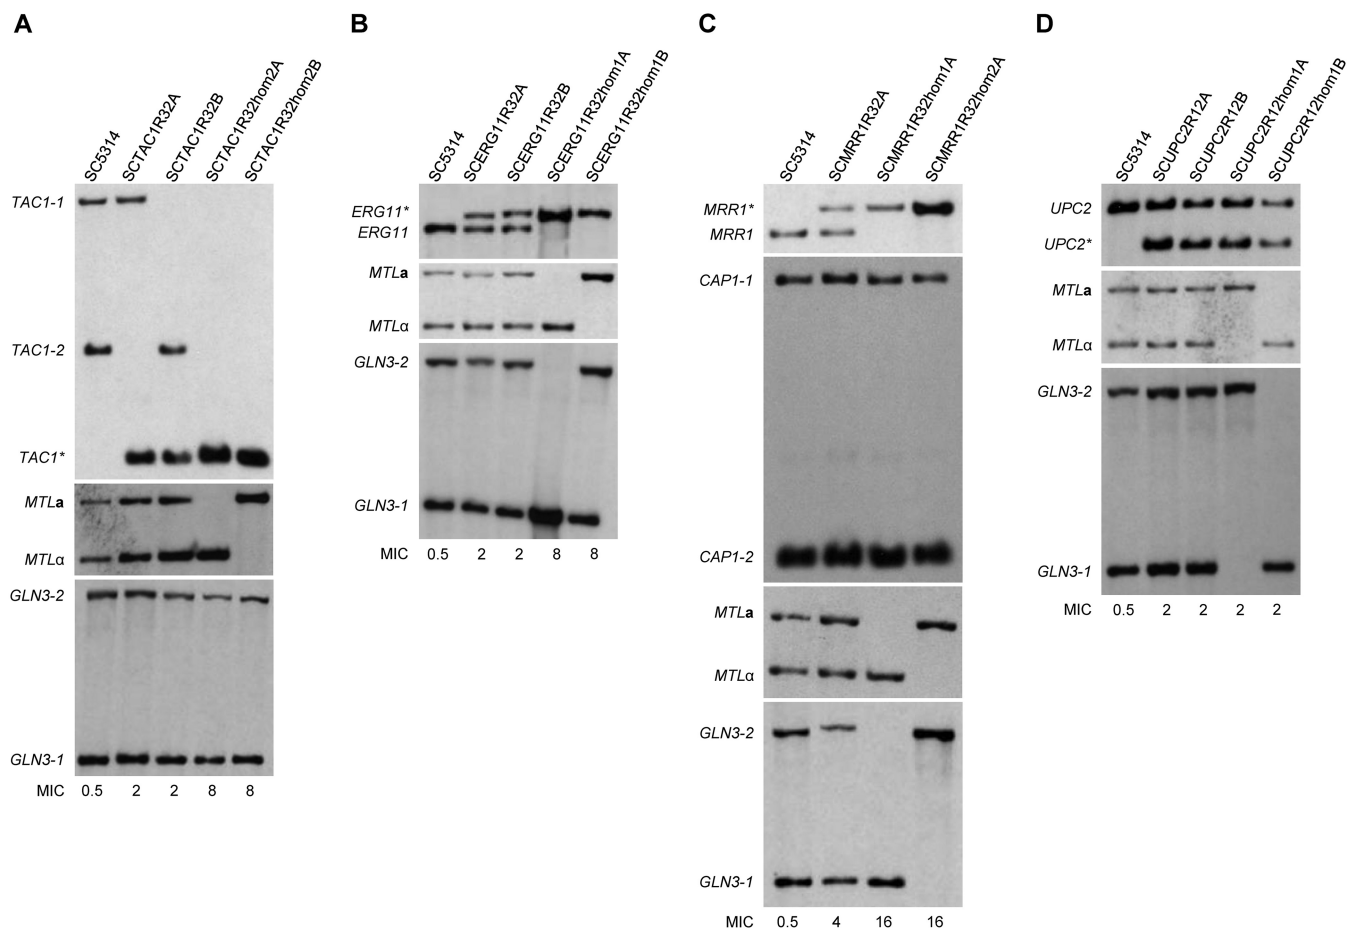 A
SC5314
SCTAC1R32A
SCTAC1R32B
SCTAC1R32hom2A
SCTAC1R32hom2B
TAC1-1
TAC1-2
TAC1*
MTLa
MTLα
GLN3-2
GLN3-1
MIC 0.5 2 2 8 8
B
SC5314
SCERG11R32A
SCERG11R32B
SCERG11R32hom1A
SCERG11R32hom1B
ERG11*
ERG11
MTLa
MTLα
GLN3-2
GLN3-1
MIC 0.5 2 2 8 8
C
SC5314
SCMRR1R32A
SCMRR1R32hom1A
SCMRR1R32hom2A
MRR1*
MRR1
CAP1-1
CAP1-2
MTLa
MTLα
GLN3-2
GLN3-1
MIC 0.5 4 16 16
D
SC5314
SCUPC2R12A
SCUPC2R12B
SCUPC2R12hom1A
SCUPC2R12hom1B
UPC2
UPC2*
MTLa
MTLα
GLN3-2
GLN3-1
MIC 0.5 2 2 2 2